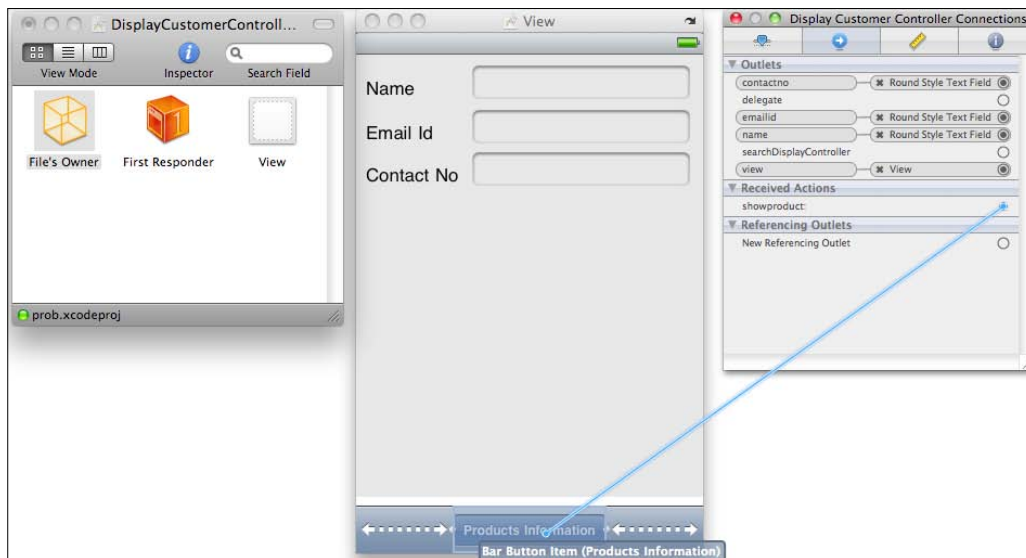 DisplayCustomerControll...
View Mode
Inspector
Search Field
File's Owner
First Responder
View
prob.xcodeproj
View
Name
Email Id
Contact No
Products Information
Bar Button Item (Products Information)
Display Customer Controller Connections
Outlets
contactno
Round Style Text Field
delegate
emailid
Round Style Text Field
name
Round Style Text Field
searchDisplayController
view
View
Received Actions
showproduct:
Referencing Outlets
New Referencing Outlet